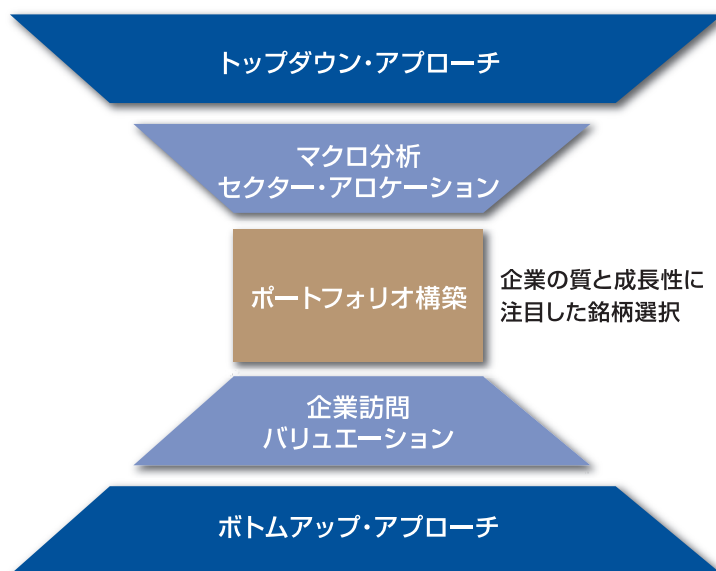 トップダウン・アプローチ
マクロ分析
セクター・アロケーション
ポートフォリオ構築
企業の質と成長性に
注目した銘柄選択
企業訪問
バリュエーション
ボトムアップ・アプローチ